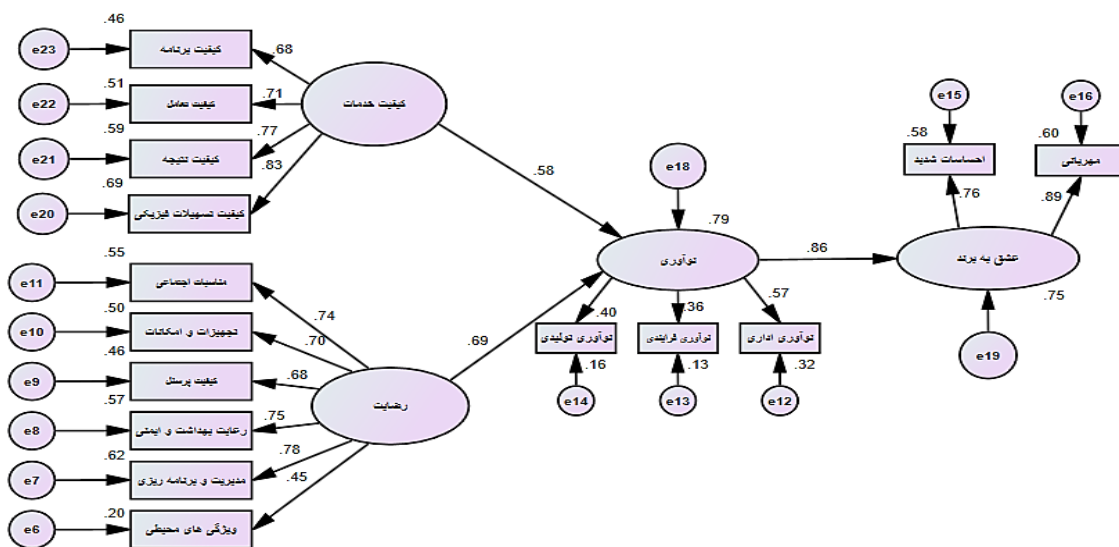 .46
e23
کیفیت برنامه
.68
.51
e22
کیفیت تعامل
.71
کیفیت خدمات
.59
e21
کیفیت نتیجه
.77
.69
e20
کیفیت تسهیلات فیزیکی
.83
.58
e18
.79
نوآوری
.86
e15
e16
.58
.60
احساسات شدید
مهربانی
.76
.89
عشق به برند
.75
e19
.40
.36
.57
نوآوری تولیدی
نوآوری فرایندی
نوآوری اداری
.16
.13
.32
e14
e13
e12
.55
e11
مناسبات اجتماعی
.74
.50
e10
تجهیزات و امکانات
.70
.69
.46
e9
کیفیت پرسنل
.68
رضایت
.57
e8
رعایت بهداشت و ایمنی
.75
.62
e7
مدیریت و برنامه ریزی
.78
.20
e6
ویژگی های محیطی
.45